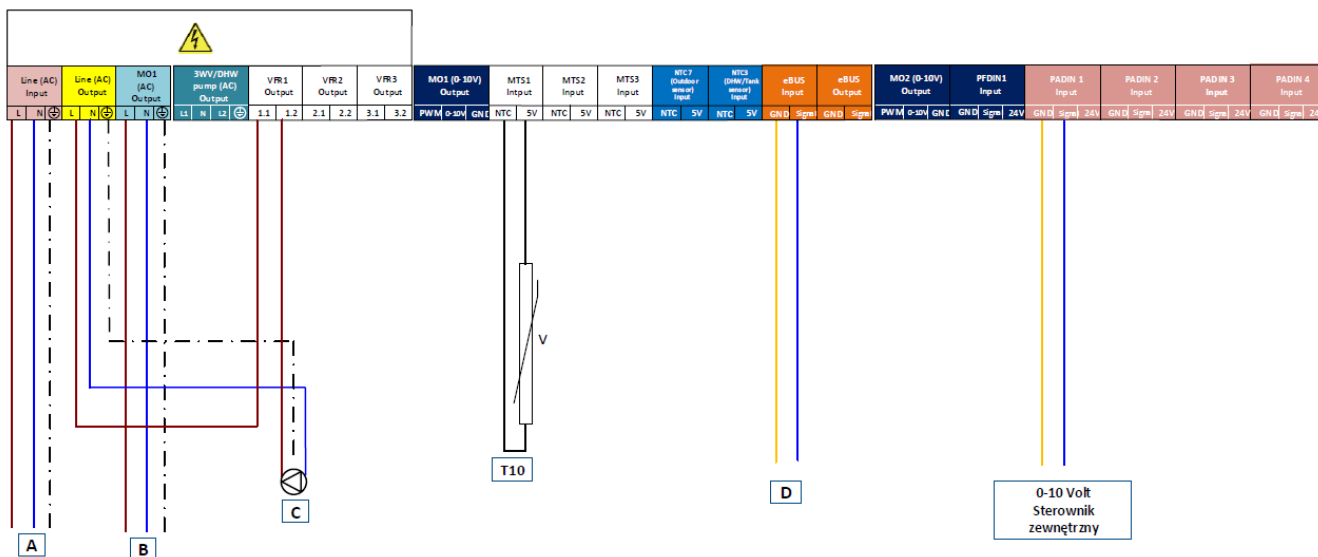 Line (AC) Input
Line (AC) Output
MO1 (AC) Output
3WV/DHW pump (AC) Output
VFR1 Output
VFR2 Output
VFR3 Output
MO1 (0-10V) Output
MTS1 Input
MTS2 Input
MTS3 Input
NTC7 (Outdoor sensor) Input
NTC3 (DHW/Tank sensor) Input
eBUS Input
eBUS Output
MO2 (0-10V) Output
PFDIN1 Input
PADIN 1 Input
PADIN 2 Input
PADIN 3 Input
PADIN 4 Input
L N
L N
L N
L1 N L2
1.1 1.2
2.1 2.2
3.1 3.2
PWM 0-10V GND
NTC 5V
NTC 5V
NTC 5V
NTC 5V
NTC 5V
GND Signal
GND Signal
PWM 0-10V GND
GND Signal 24V
GND Signal 24V
GND Signal 24V
GND Signal 24V
GND Signal 24V
V
T10
A
B
C
D
0-10 Volt
Sterownik
zewnętrzny